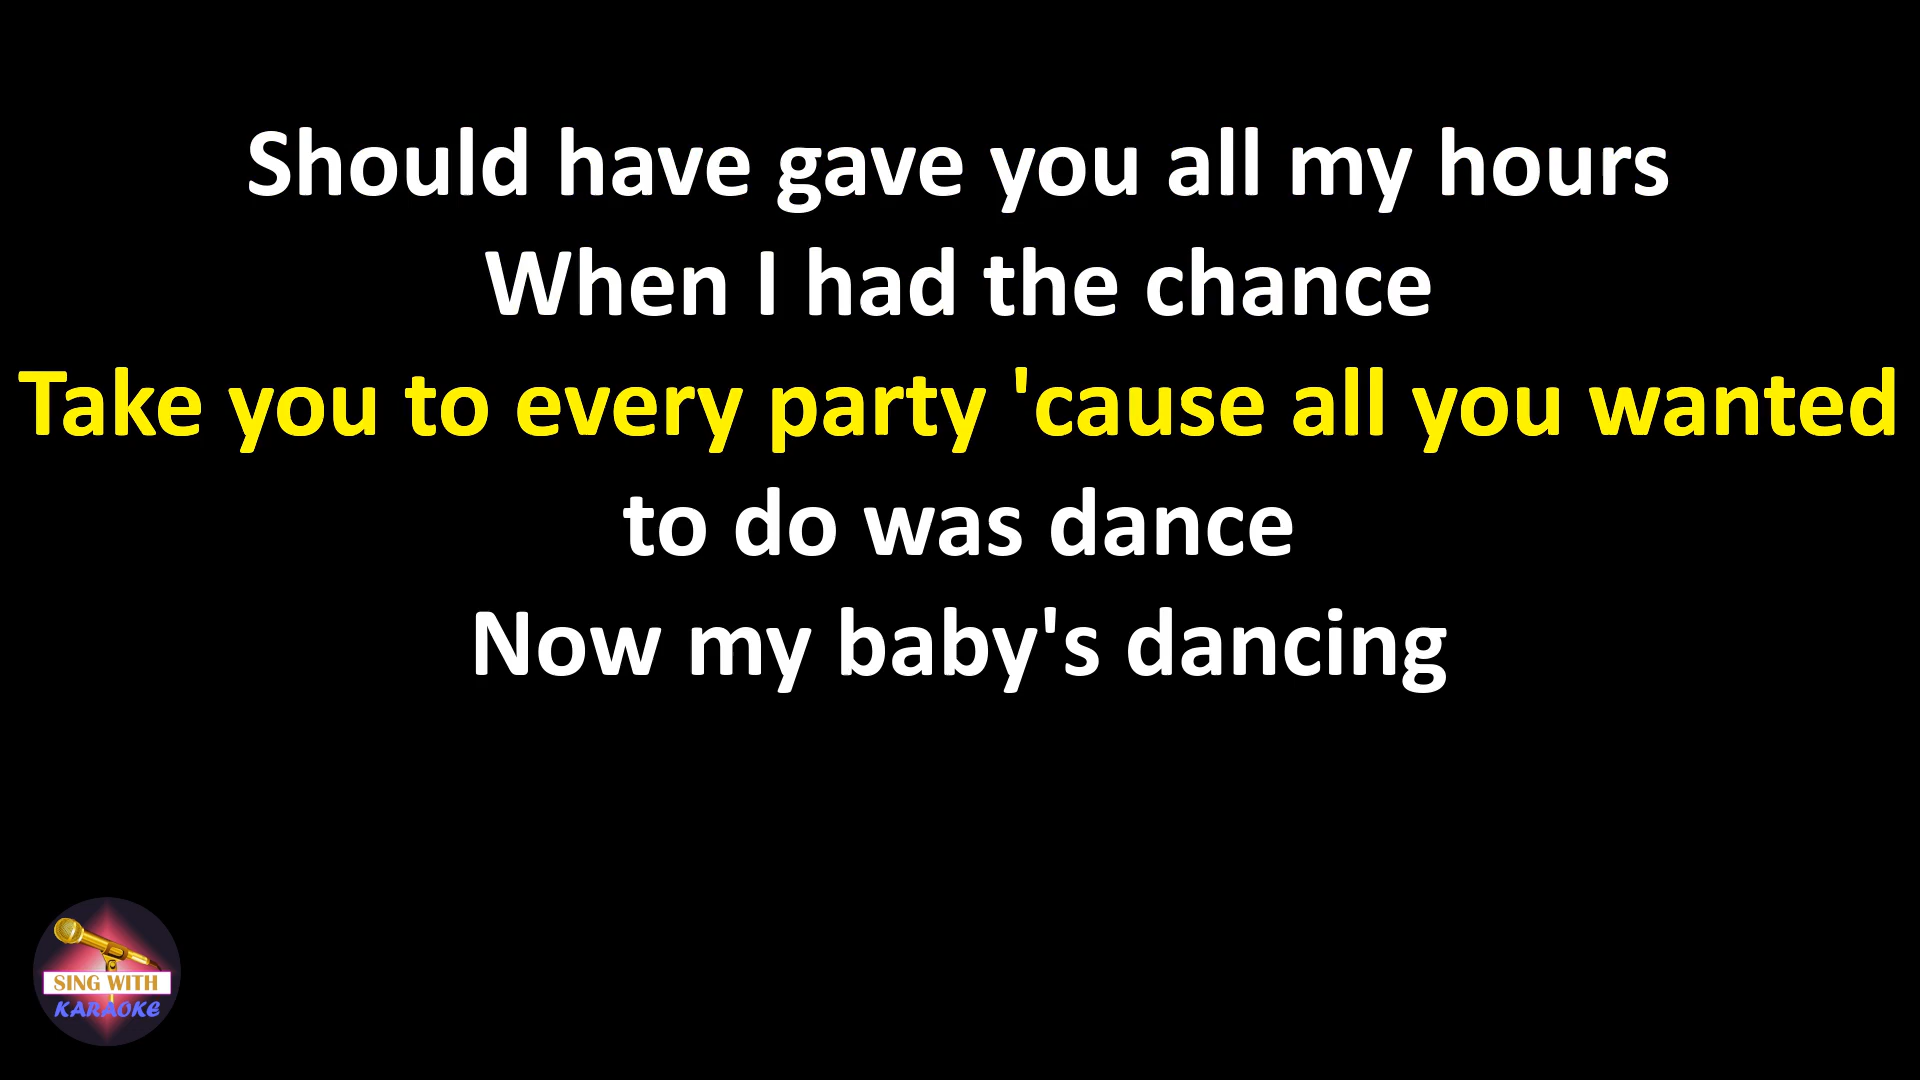 Should have gave you all my hours
When I had the chance
Take you to every party 'cause all you wanted
to do was dance
Now my baby's dancing
SING WITH
KARAOKE